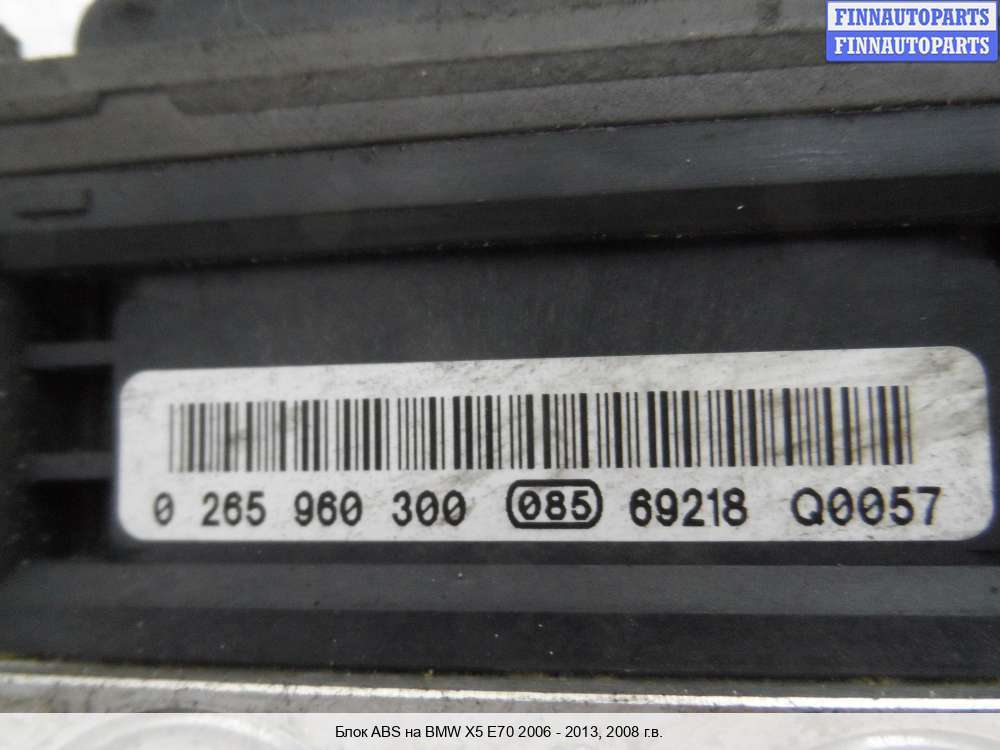 FINNAUTOPARTS
FINNAUTOPARTS
0 265 960 300 085 69218 Q0057
Блок ABS на BMW X5 E70 2006 - 2013, 2008 г.в.